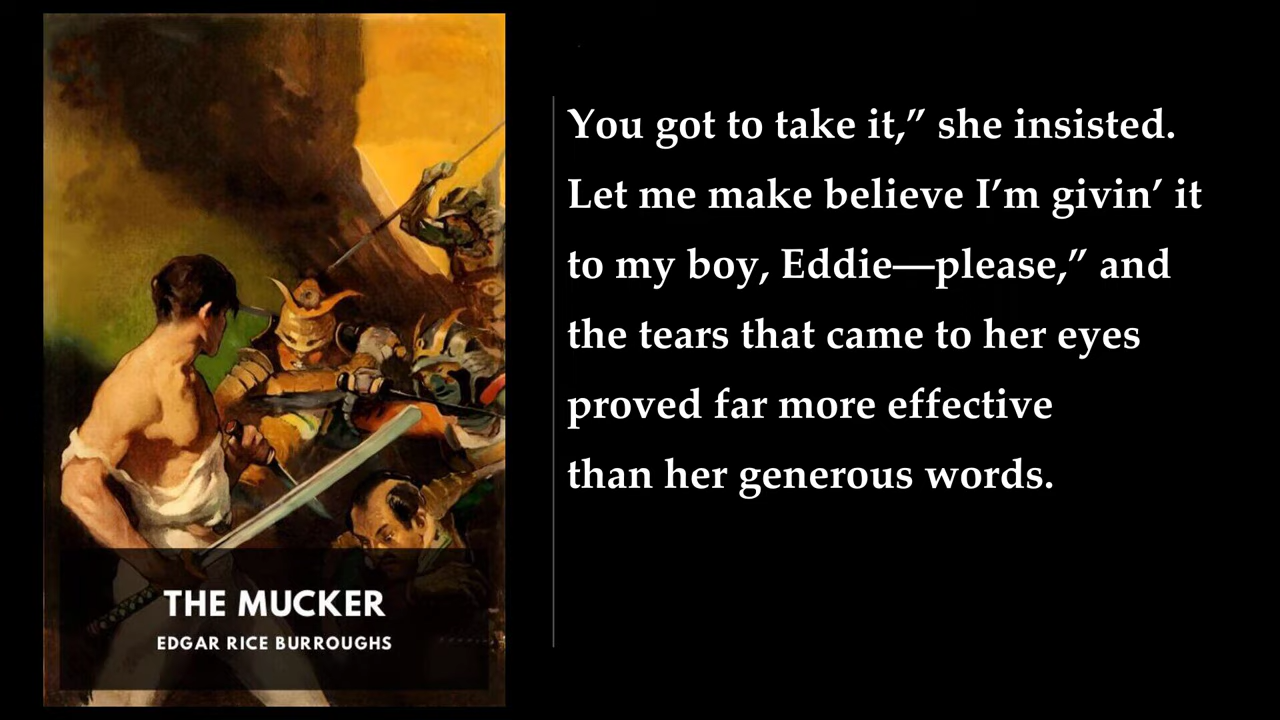 You got to take it,” she insisted.
Let me make believe I’m givin’ it
to my boy, Eddie—please,” and
the tears that came to her eyes
proved far more effective
than her generous words.
THE MUCKER
EDGAR RICE BURROUGHS